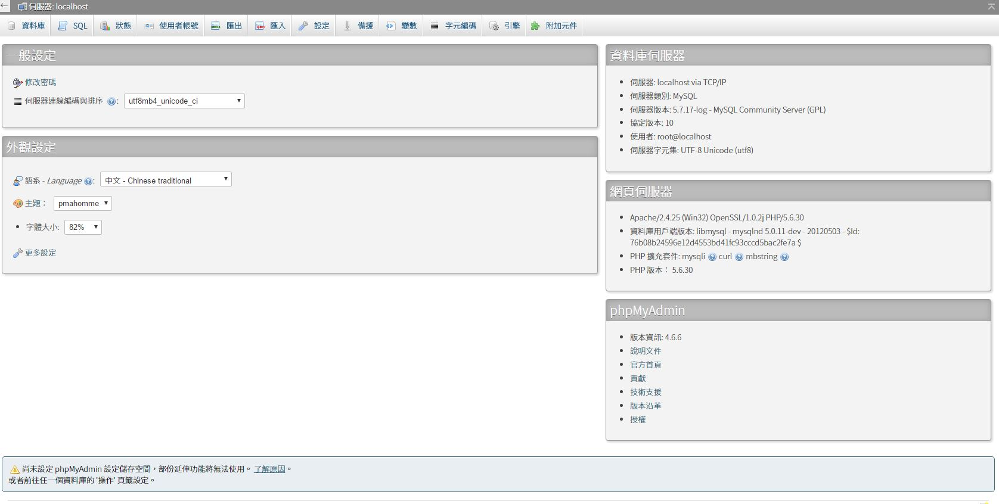 伺服器: localhost
資料庫 SQL 狀態 使用者帳號 匯出 匯入 設定 備援 變數 字元編碼 引擎 附加元件
一般設定
修改密碼
伺服器連線編碼與排序 : utf8mb4_unicode_ci
外觀設定
語系 - Language : 中文 - Chinese traditional
主題： pmahomme
字體大小: 82%
更多設定
資料庫伺服器
伺服器: localhost via TCP/IP
伺服器類別: MySQL
伺服器版本: 5.7.17-log - MySQL Community Server (GPL)
協定版本: 10
使用者: root@localhost
伺服器字元集: UTF-8 Unicode (utf8)
網頁伺服器
Apache/2.4.25 (Win32) OpenSSL/1.0.2j PHP/5.6.30
資料庫用戶端版本: libmysql - mysqlnd 5.0.11-dev - 20120503 - $Id:
76b08b24596e12d4553bd41fc93cccd5bac2fe7a $
PHP 擴充套件: mysqli curl mbstring
PHP 版本： 5.6.30
phpMyAdmin
版本資訊: 4.6.6
說明文件
官方首頁
貢獻
技術支援
版本沿革
授權
尚未設定 phpMyAdmin 設定儲存空間，部份延伸功能將無法使用。 了解原因。
或者前往任一個資料庫的 '操作' 頁籤設定。